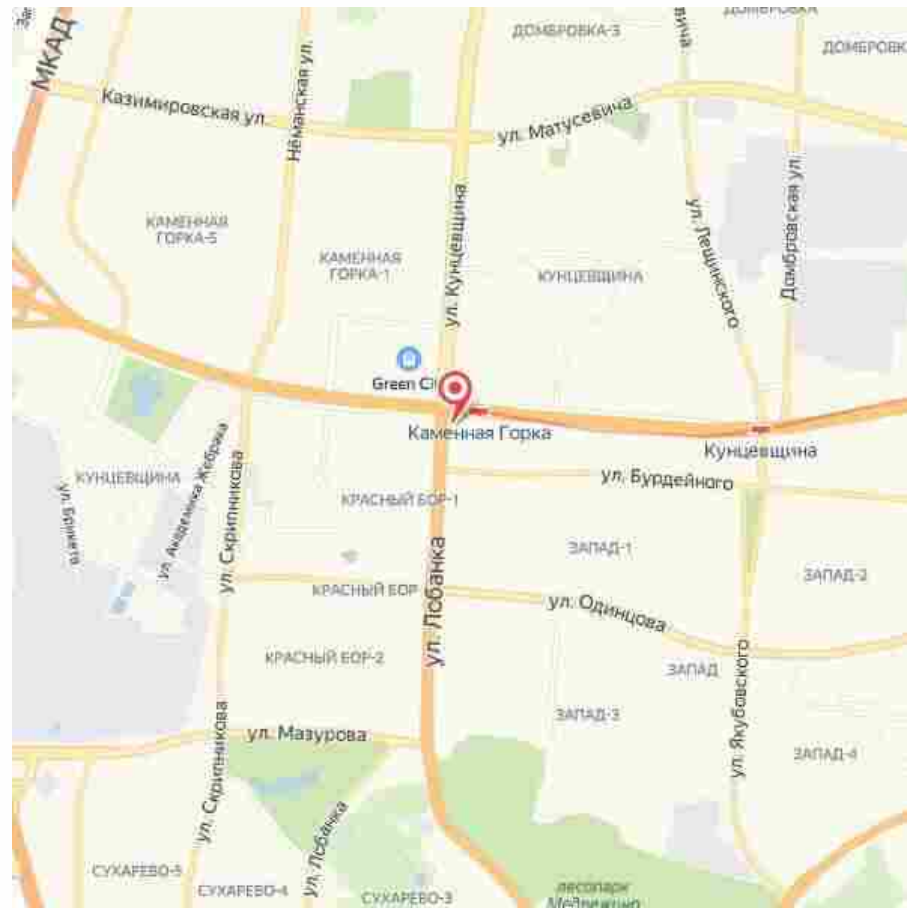 ДОМБРОВКА
ДОМБРОВКА-3
МКАД
ДОМБРОВК
Казимировская ул.
Нёманская ул.
ул. Матусевича
ул. Кунцевщина
ул. Лещинского
Домбровская ул.
КАМЕННАЯ
ГОРКА-5
КАМЕННАЯ
ГОРКА-1
КУНЦЕВЩИНА
Green Ci
Каменная Горка
Кунцевщина
КУНЦЕВЩИНА
ул. Академика Жебрака
ул. Скрипникова
КРАСНЫЙ БОР-1
ул. Бурдейного
ул. Лобанка
ЗАПАД-1
ЗАПАД-2
КРАСНЫЙ БОР
ул. Одинцова
КРАСНЫЙ БОР-2
ЗАПАД
ул. Якубовского
ЗАПАД-3
ул. Мазурова
ЗАПАД-4
ул. Скрипникова
ул. Лобанка
СУХАРЕВО-5
СУХАРЕВО-4
СУХАРЕВО-3
лесопарк
Медвежино